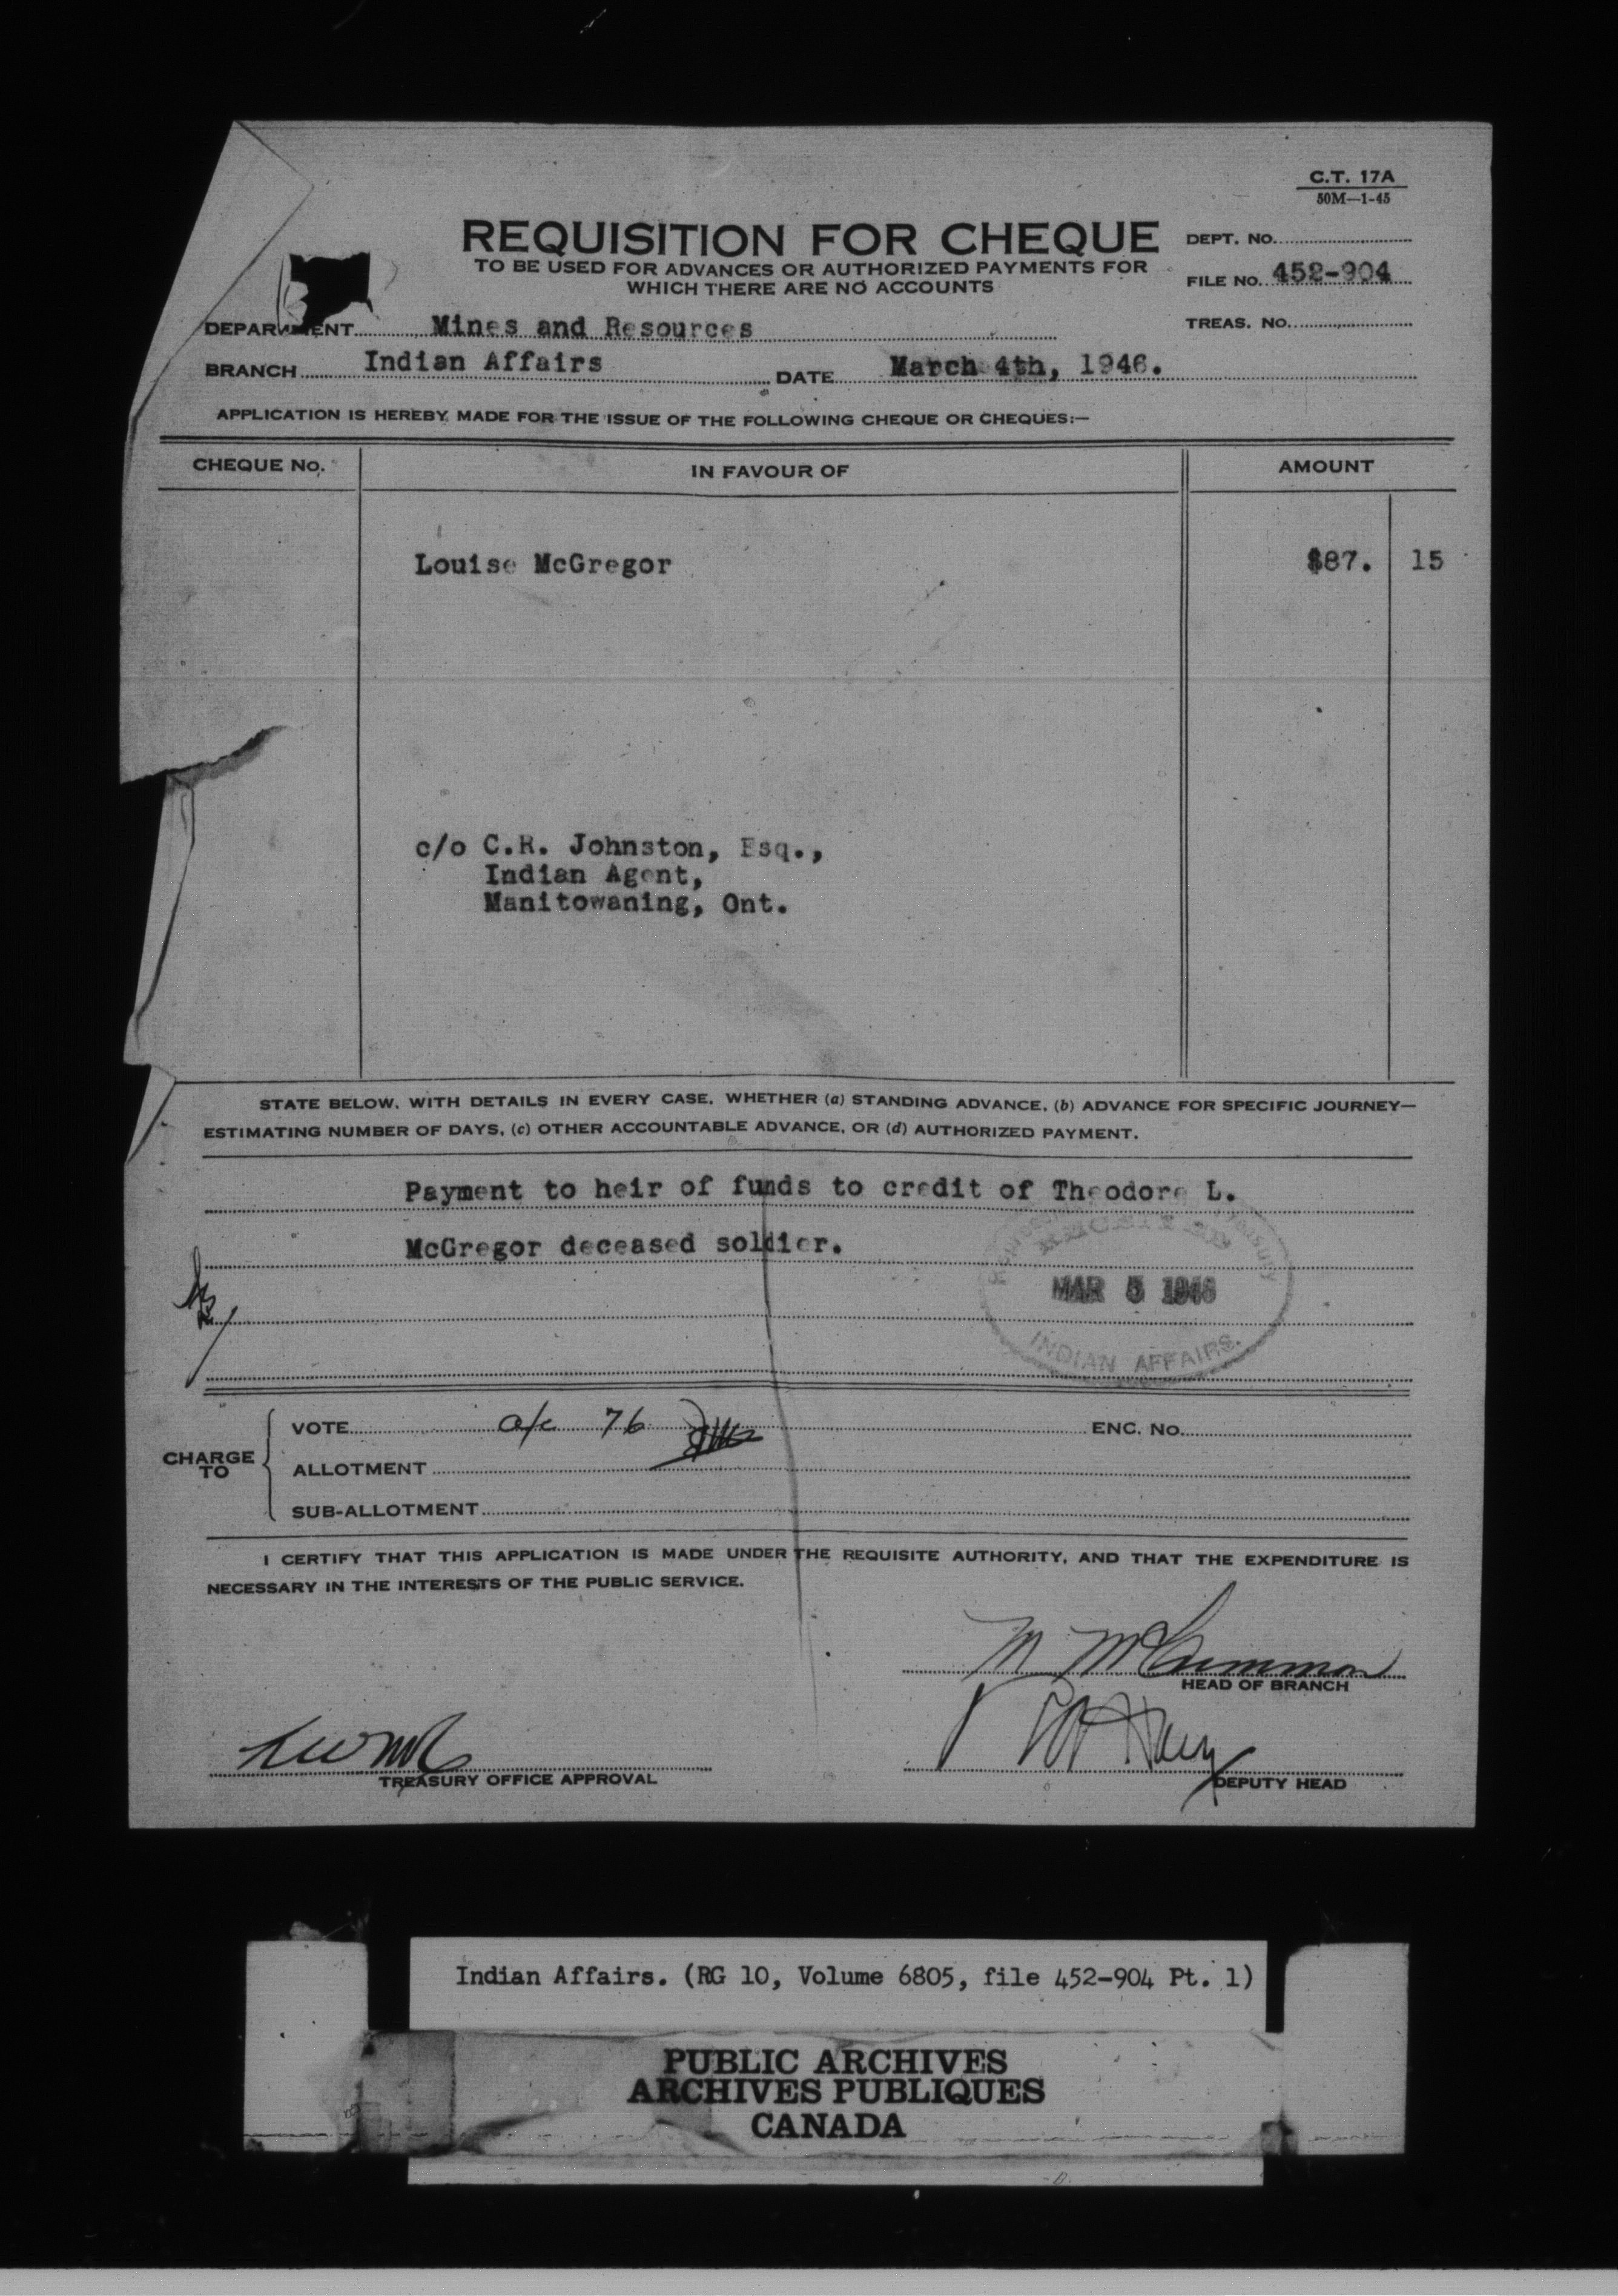 C.T. 17A
50M—1-45
REQUISITION FOR CHEQUE
TO BE USED FOR ADVANCES OR AUTHORIZED PAYMENTS FOR
WHICH THERE ARE NO ACCOUNTS
DEPT. NO.
FILE NO. 452-904
TREAS. NO.
DEPARTMENT Mines and Resources
BRANCH Indian Affairs DATE March 4th, 1946.
APPLICATION IS HEREBY MADE FOR THE ISSUE OF THE FOLLOWING CHEQUE OR CHEQUES:—
CHEQUE No. IN FAVOUR OF AMOUNT
Louise McGregor $87. 15
c/o C.R. Johnston, Esq.,
Indian Agent,
Manitowaning, Ont.
STATE BELOW, WITH DETAILS IN EVERY CASE, WHETHER (a) STANDING ADVANCE, (b) ADVANCE FOR SPECIFIC JOURNEY—
ESTIMATING NUMBER OF DAYS, (c) OTHER ACCOUNTABLE ADVANCE, OR (d) AUTHORIZED PAYMENT.
Payment to heir of funds to credit of Theodore L.
McGregor deceased soldier.
RECEIVED
MAR 5 1946
INDIAN AFFAIRS.
CHARGE TO
VOTE a/c 76 ENC. No.
ALLOTMENT
SUB-ALLOTMENT
I CERTIFY THAT THIS APPLICATION IS MADE UNDER THE REQUISITE AUTHORITY, AND THAT THE EXPENDITURE IS
NECESSARY IN THE INTERESTS OF THE PUBLIC SERVICE.
HEAD OF BRANCH
TREASURY OFFICE APPROVAL
DEPUTY HEAD
Indian Affairs. (RG 10, Volume 6805, file 452-904 Pt. 1)
PUBLIC ARCHIVES
ARCHIVES PUBLIQUES
CANADA